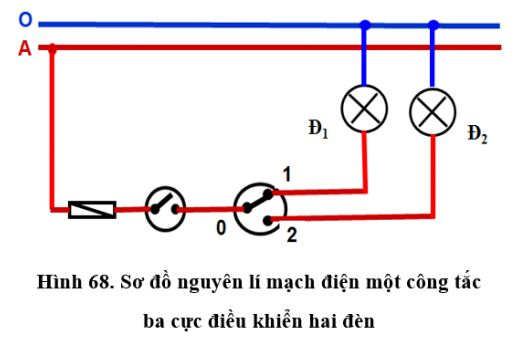 O
A
Đ1
Đ2
1
0
2
Hình 68. Sơ đồ nguyên lí mạch điện một công tắc
ba cực điều khiển hai đèn